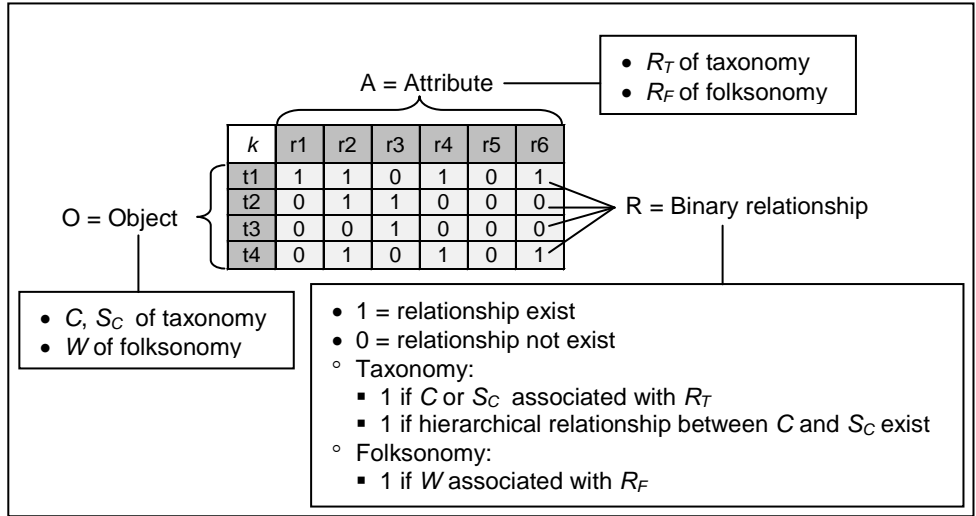 A = Attribute
• R_T of taxonomy
• R_F of folksonomy
k r1 r2 r3 r4 r5 r6
t1 1 1 0 1 0 1
t2 0 1 1 0 0 0
t3 0 0 1 0 0 0
t4 0 1 0 1 0 1
O = Object
R = Binary relationship
• C, S_C of taxonomy
• W of folksonomy
• 1 = relationship exist
• 0 = relationship not exist
° Taxonomy:
▪ 1 if C or S_C associated with R_T
▪ 1 if hierarchical relationship between C and S_C exist
° Folksonomy:
▪ 1 if W associated with R_F